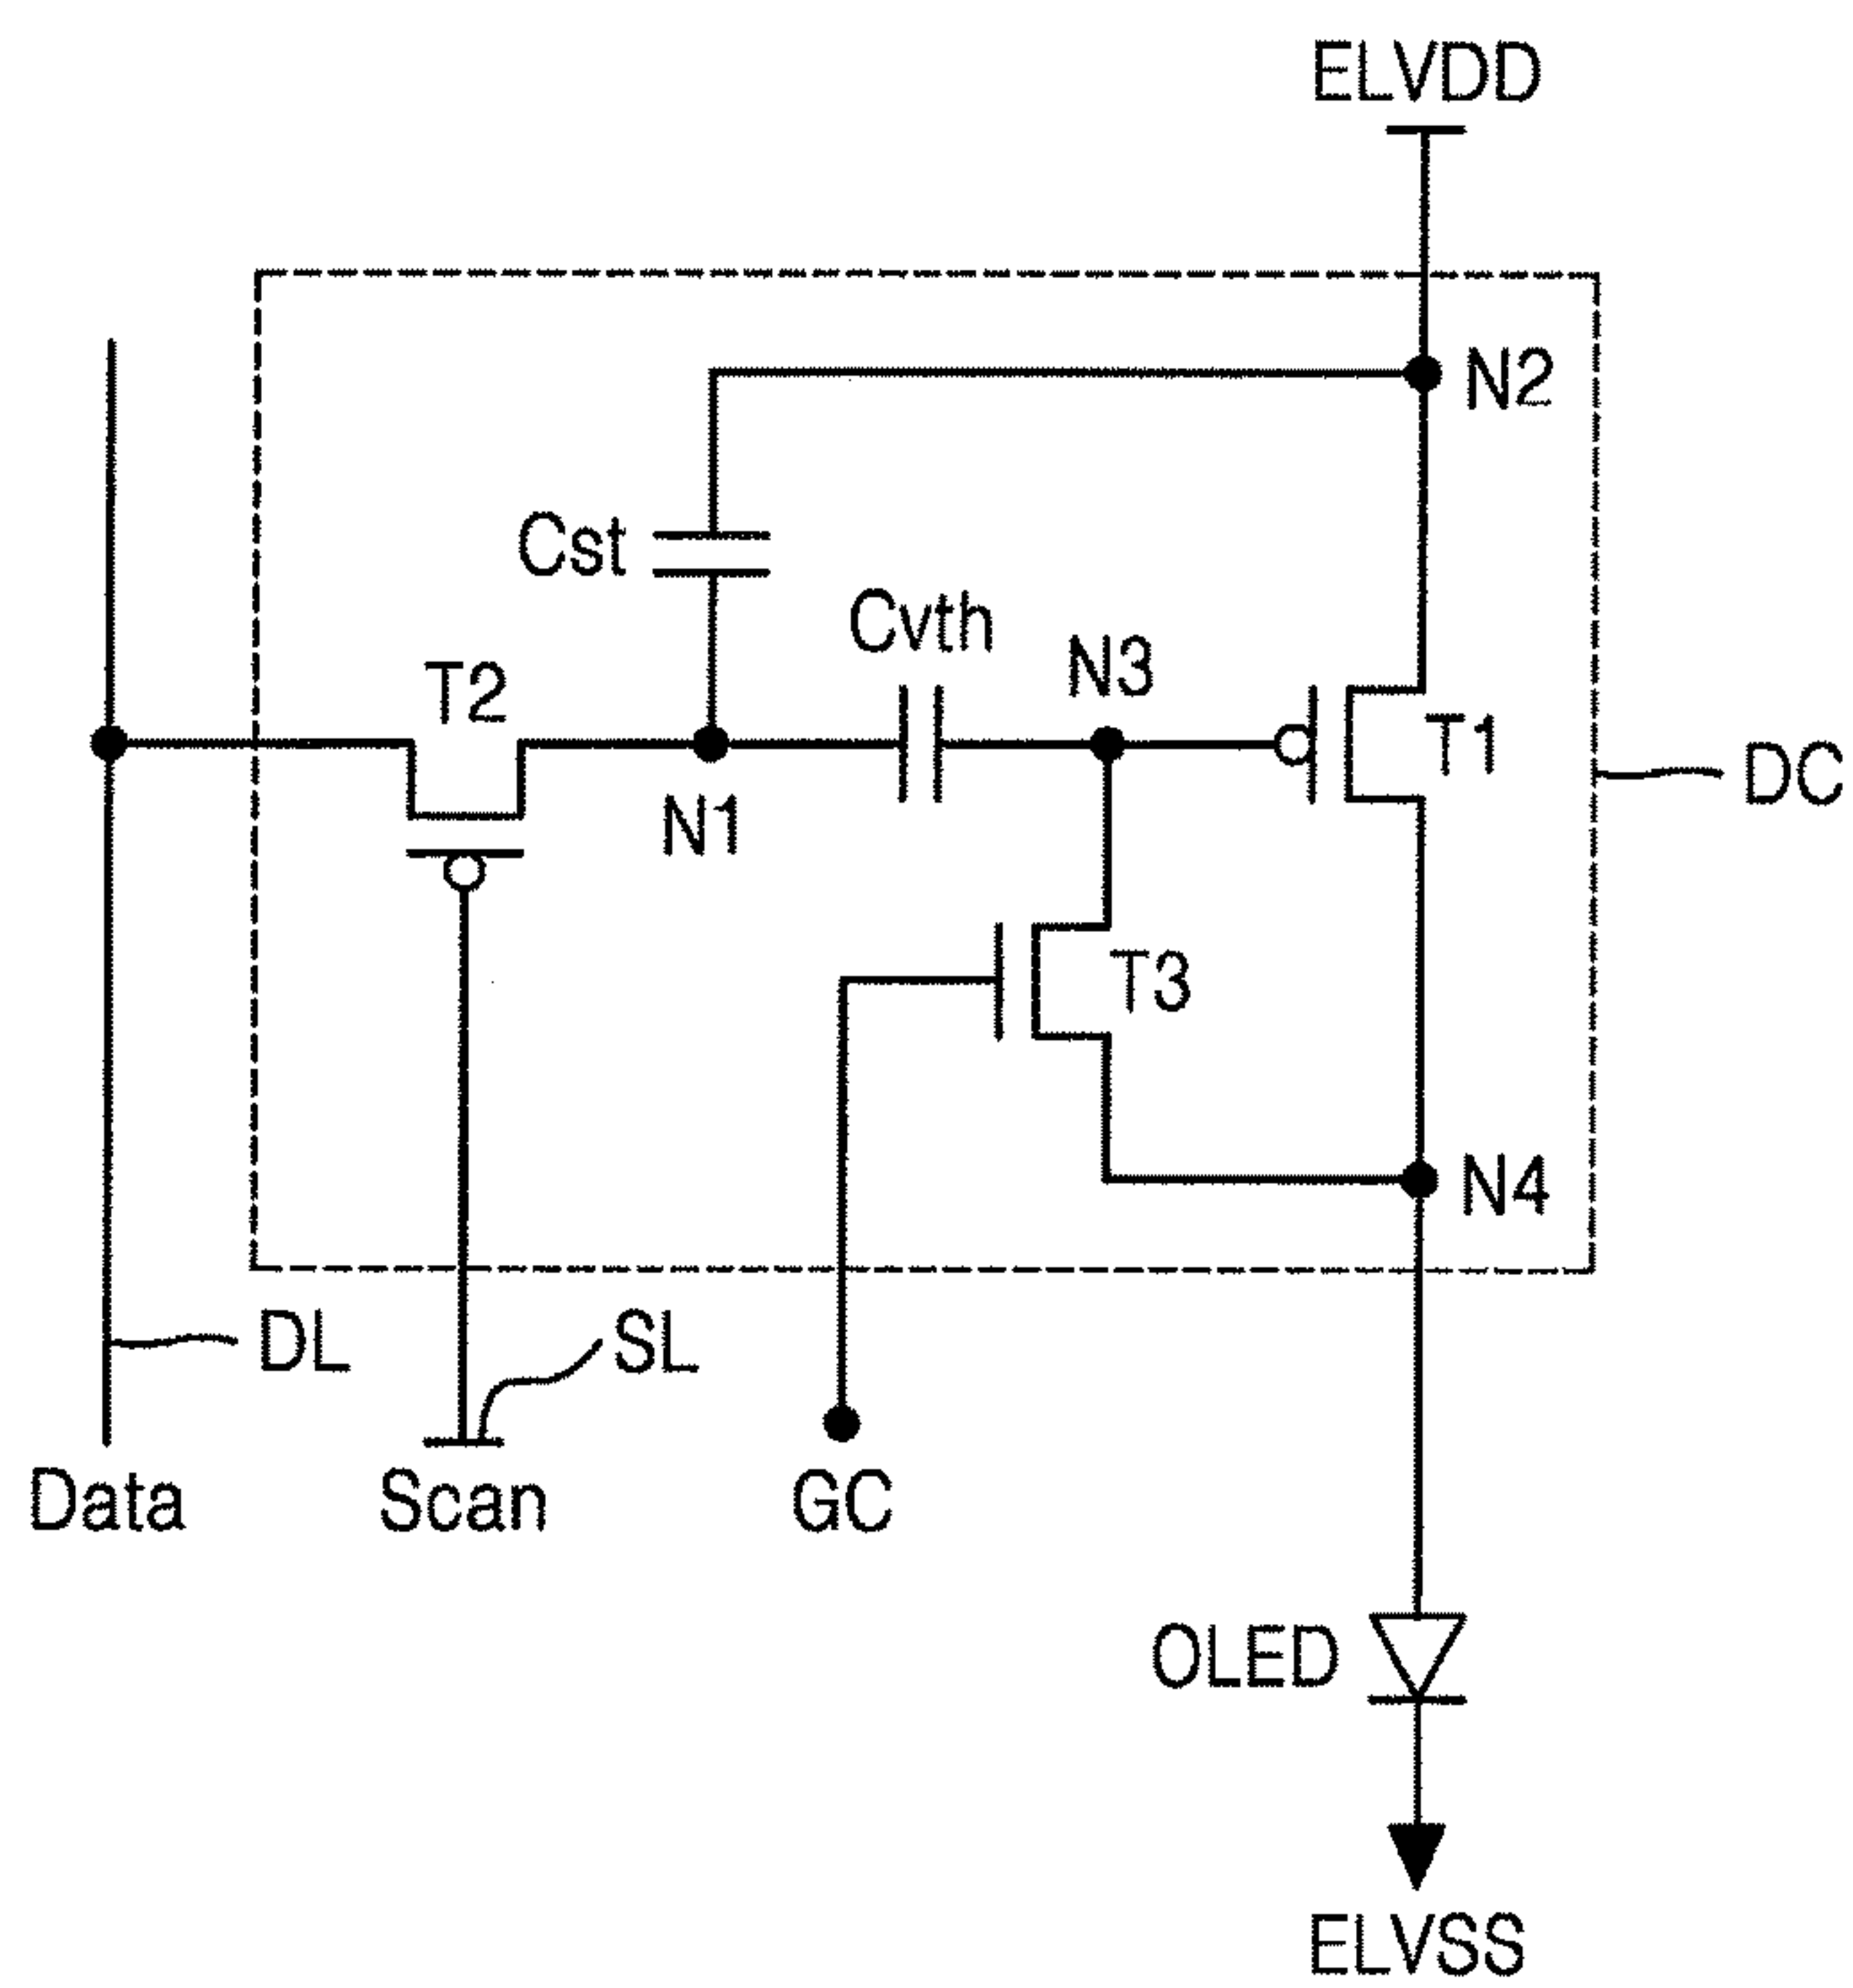 ELVDD
N2
Cst
Cvth
N3
T2
T1
DC
N1
T3
N4
DL
SL
Data
Scan
GC
OLED
ELVSS